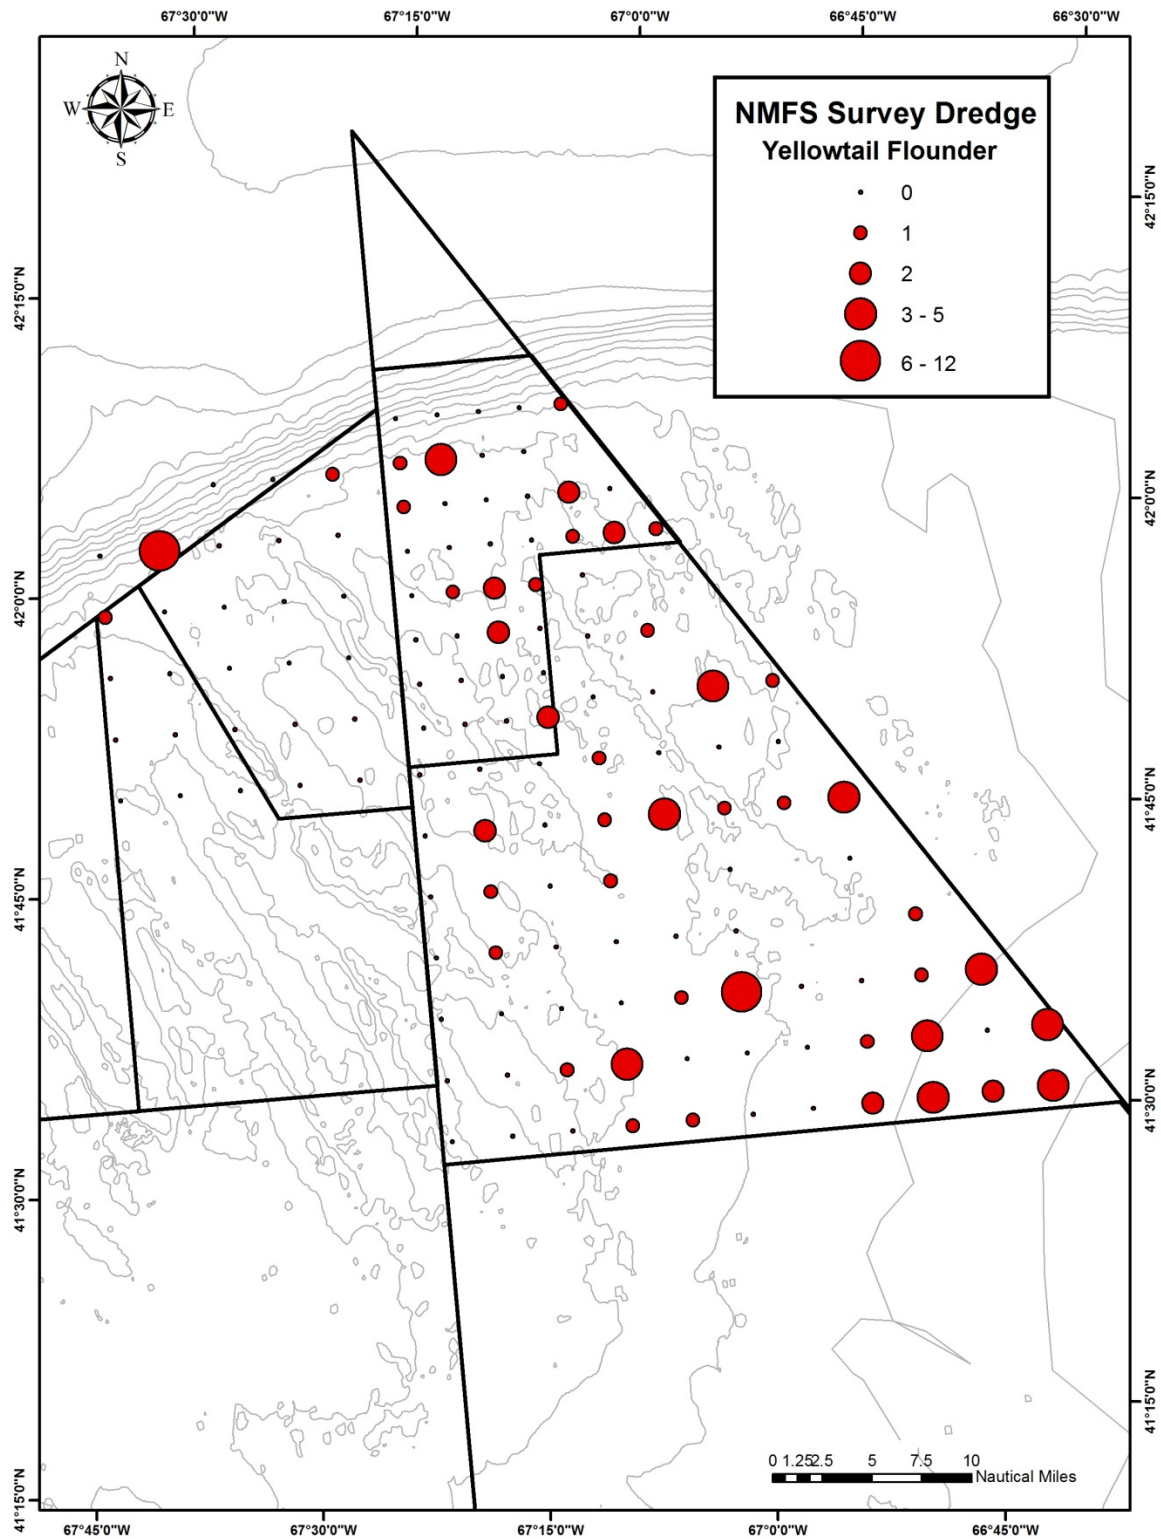 67°30'0"W 67°15'0"W 67°0'0"W 66°45'0"W 66°30'0"W
N
W E
S
NMFS Survey Dredge
Yellowtail Flounder
0
1
2
3 - 5
6 - 12
42°15'0"N
42°0'0"N
41°45'0"N
41°30'0"N
41°15'0"N
42°15'0"N
42°0'0"N
41°45'0"N
41°30'0"N
41°15'0"N
0 1.252.5 5 7.5 10
Nautical Miles
67°45'0"W 67°30'0"W 67°15'0"W 67°0'0"W 66°45'0"W